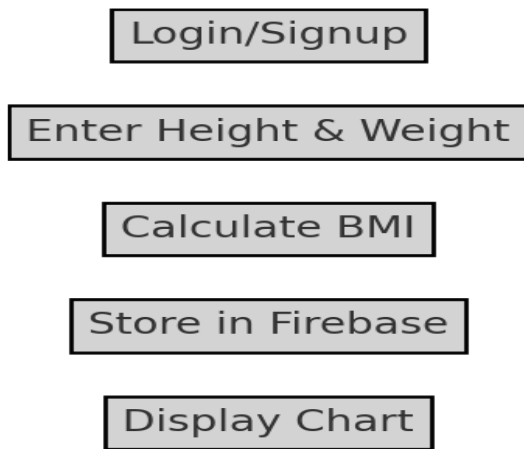 Login/Signup
Enter Height & Weight
Calculate BMI
Store in Firebase
Display Chart